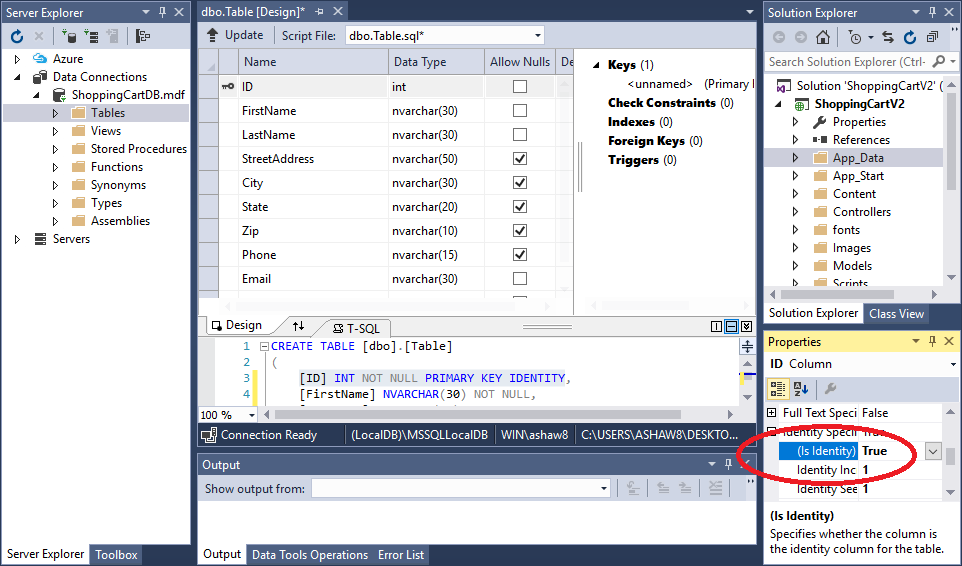 Server Explorer
Azure
Data Connections
ShoppingCartDB.mdf
Tables
Views
Stored Procedures
Functions
Synonyms
Types
Assemblies
Servers
Server Explorer
Toolbox
dbo.Table [Design]*
Update
Script File:
dbo.Table.sql*
Name Data Type Allow Nulls De
ID int
FirstName nvarchar(30)
LastName nvarchar(30)
StreetAddress nvarchar(50)
City nvarchar(30)
State nvarchar(20)
Zip nvarchar(10)
Phone nvarchar(15)
Email nvarchar(30)
Keys (1)
<unnamed> (Primary
Check Constraints (0)
Indexes (0)
Foreign Keys (0)
Triggers (0)
Design
T-SQL
1 CREATE TABLE [dbo].[Table]
2 (
3 [ID] INT NOT NULL PRIMARY KEY IDENTITY,
4 [FirstName] NVARCHAR(30) NOT NULL,
100 %
Connection Ready (LocalDB)\MSSQLLocalDB WIN\ashaw8 C:\USERS\ASHAW8\DESKTO...
Output
Show output from:
Output
Data Tools Operations
Error List
Solution Explorer
Search Solution Explorer (Ctrl-
Solution 'ShoppingCartV2' (
ShoppingCartV2
Properties
References
App_Data
App_Start
Content
Controllers
fonts
Images
Models
Scripts
Solution Explorer
Class View
Properties
ID Column
Full Text Speci False
Identity Specif True
(Is Identity) True
Identity Inc 1
Identity See 1
(Is Identity)
Specifies whether the column is
the identity column for the table.